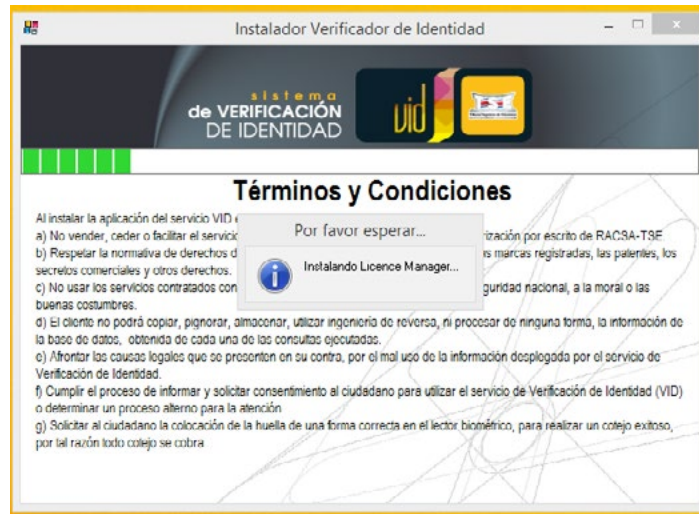 Instalador Verificador de Identidad
sistema
de VERIFICACIÓN
DE IDENTIDAD
vid
Términos y Condiciones
Al instalar la aplicación del servicio VID
a) No vender, ceder o facilitar el servicio rización por escrito de RACSA-TSE.
Por favor esperar...
b) Respetar la normativa de derechos d s marcas registradas, las patentes, los
secretos comerciales y otros derechos.
Instalando Licence Manager...
c) No usar los servicios contratados con guridad nacional, a la moral o las
buenas costumbres.
d) El cliente no podrá copiar, pignorar, almacenar, utilizar ingeniería de reversa, ni procesar de ninguna forma, la información de
la base de datos, obtenida de cada una de las consultas ejecutadas.
e) Afrontar las causas legales que se presenten en su contra, por el mal uso de la información desplegada por el servicio de
Verificación de Identidad.
f) Cumplir el proceso de informar y solicitar consentimiento al ciudadano para utilizar el servicio de Verificación de Identidad (VID)
o determinar un proceso alterno para la atención
g) Solicitar al ciudadano la colocación de la huella de una forma correcta en el lector biométrico, para realizar un cotejo exitoso,
por tal razón todo cotejo se cobra